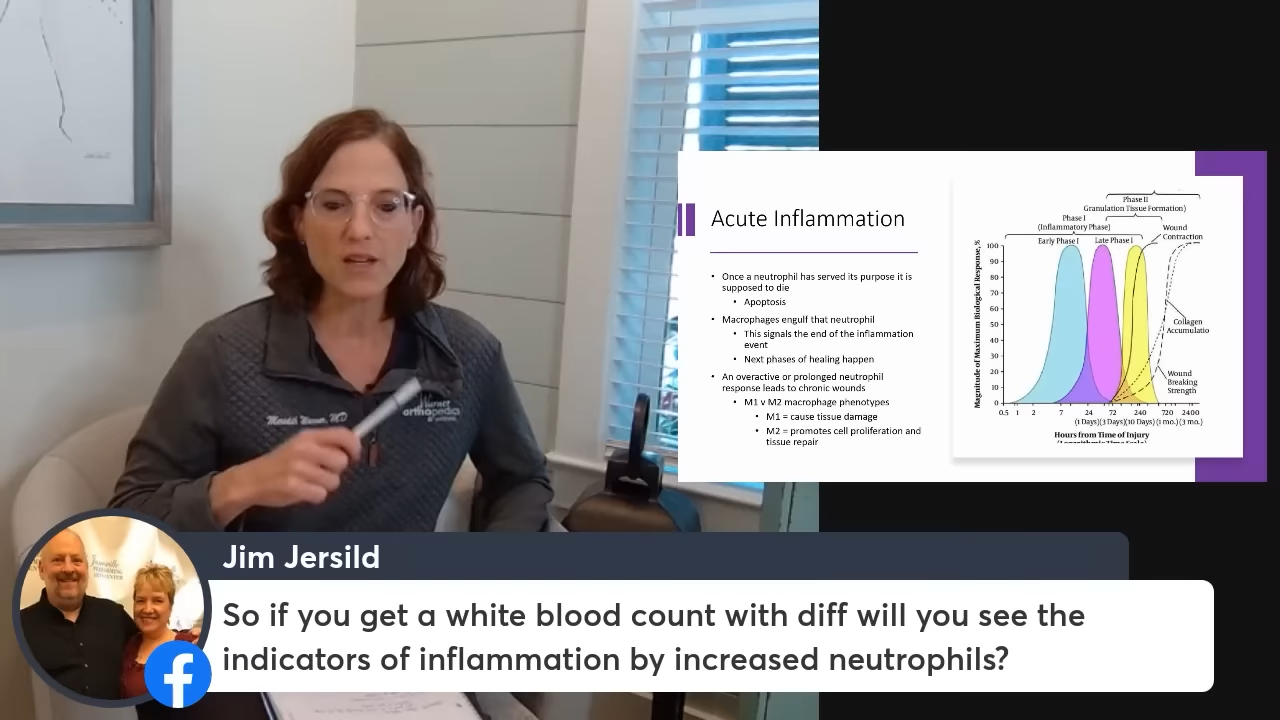 Acute Inflammation
• Once a neutrophil has served its purpose it is
supposed to die
• Apoptosis
• Macrophages engulf that neutrophil
• This signals the end of the inflammation
event
• Next phases of healing happen
• An overactive or prolonged neutrophil
response leads to chronic wounds
• M1 v M2 macrophage phenotypes
• M1 = cause tissue damage
• M2 = promotes cell proliferation and
tissue repair
Phase II
Granulation Tissue Formation)
Phase I
(Inflammatory Phase)
Early Phase I
Late Phase I
Wound
Contraction
Magnitude of Maximum Biological Response, %
100
90
80
70
60
50
40
30
20
10
0
Collagen
Accumulatio
Wound
Breaking
Strength
0.5 1 2 7 24 72 240 720 2400
(1 Days)(3 Days)(10 Days)(1 mo.)(3 mo.)
Hours from Time of Injury
Meredith Warner, MD
Warner
orthopedics
Jim Jersild
So if you get a white blood count with diff will you see the
indicators of inflammation by increased neutrophils?